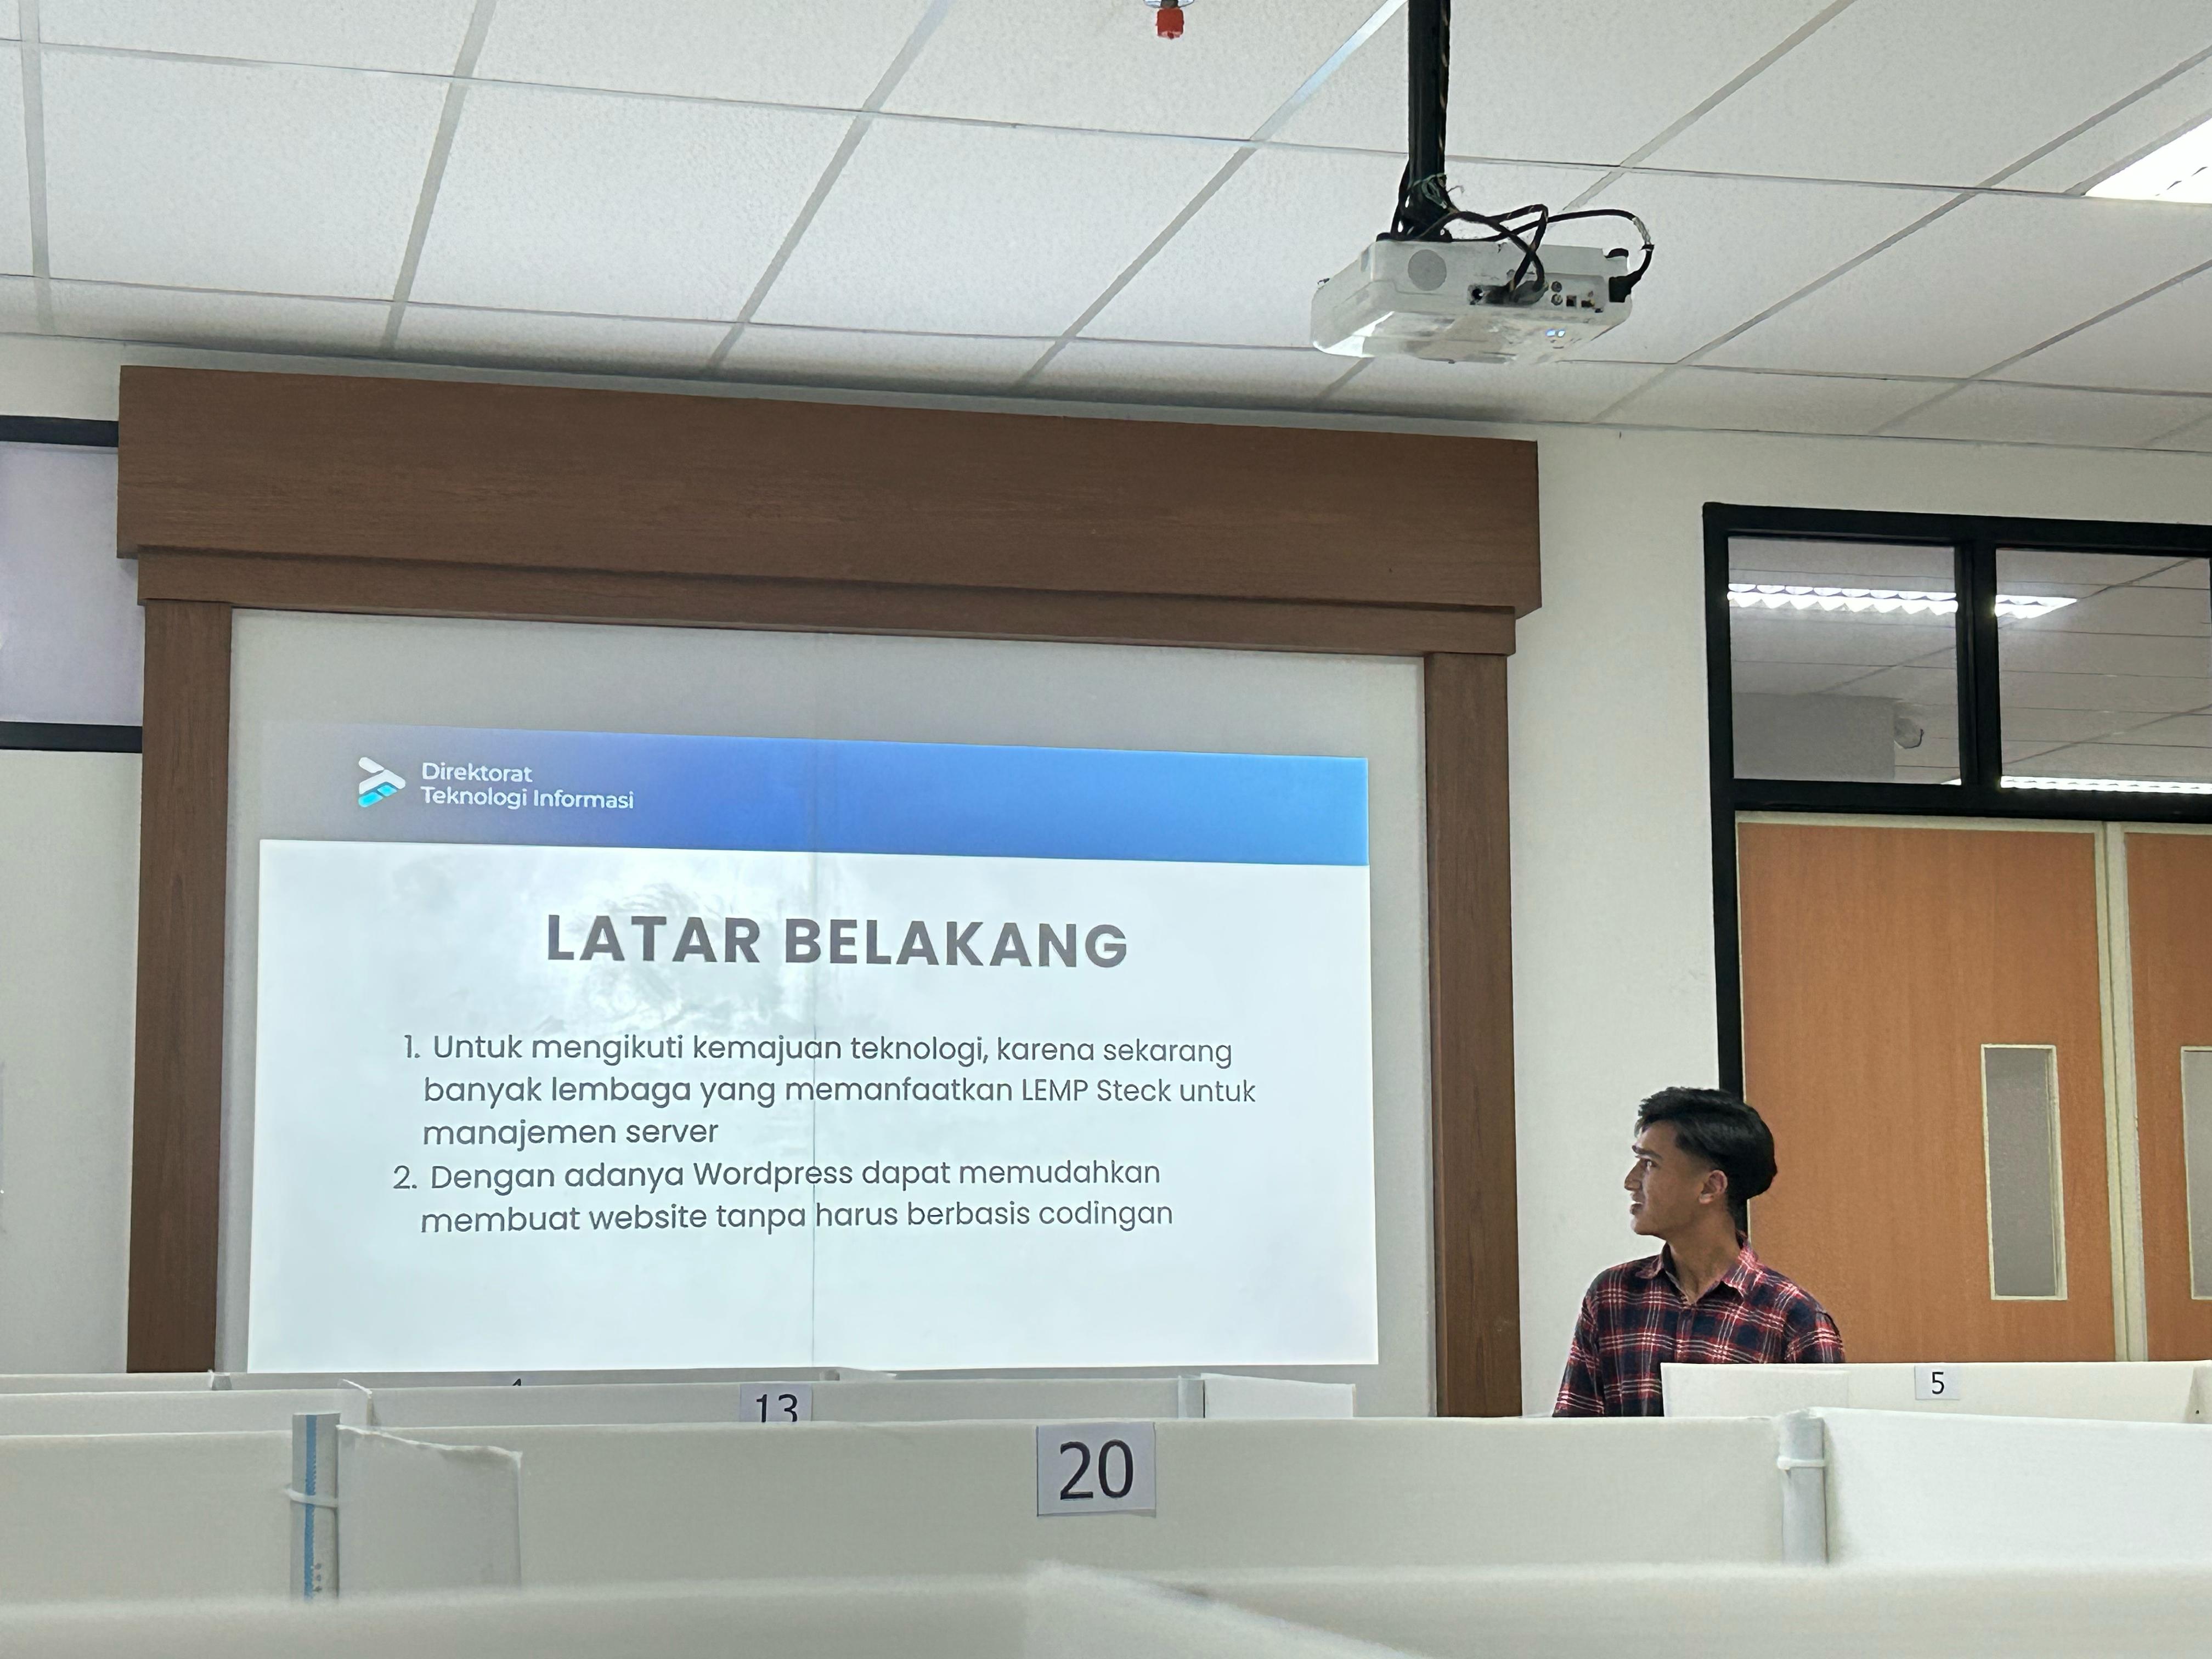 Direktorat
Teknologi Informasi
LATAR BELAKANG
1. Untuk mengikuti kemajuan teknologi, karena sekarang
banyak lembaga yang memanfaatkan LEMP Steck untuk
manajemen server
2. Dengan adanya Wordpress dapat memudahkan
membuat website tanpa harus berbasis codingan
5
13
20